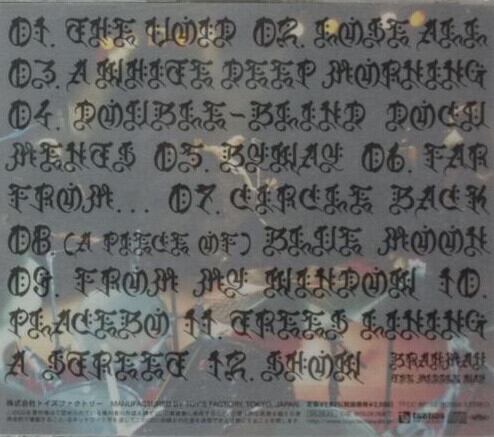 01. THE VOID 02. LOSE ALL
03. A WHITE DEEP MORNING
04. DOUBLE-BLIND DOCU
MENTS 05. BYWAY 06. FAR
FROM... 07. CIRCLE BACK
08 (A PIECE OF) BLUE MOON
09. FROM MY WINDOW 10.
PLACEBO 11. TREES LINING
A STREET 12. SHOW
株式会社トイズファクトリー MANUFACTURED BY TOY'S FACTORY, TOKYO, JAPAN.